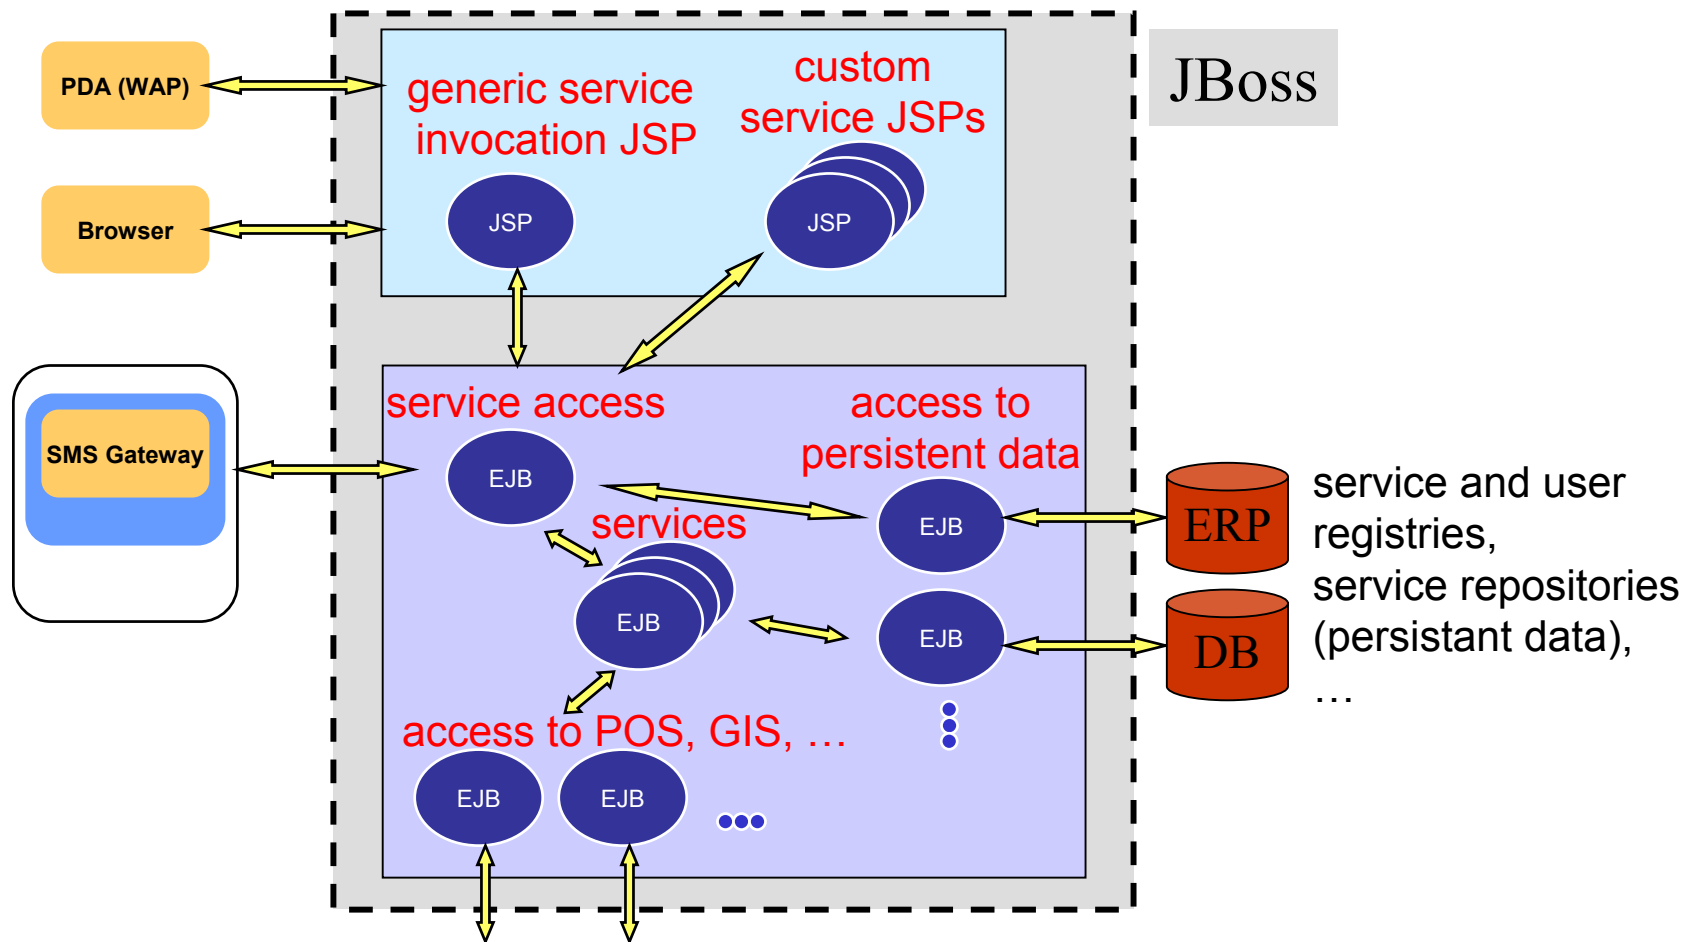 PDA (WAP)
Browser
SMS Gateway
generic service
invocation JSP
JSP
custom
service JSPs
JSP
JBoss
service access
EJB
services
EJB
access to
persistent data
EJB
EJB
access to POS, GIS, …
EJB
EJB
ERP
DB
service and user
registries,
service repositories
(persistant data),
…